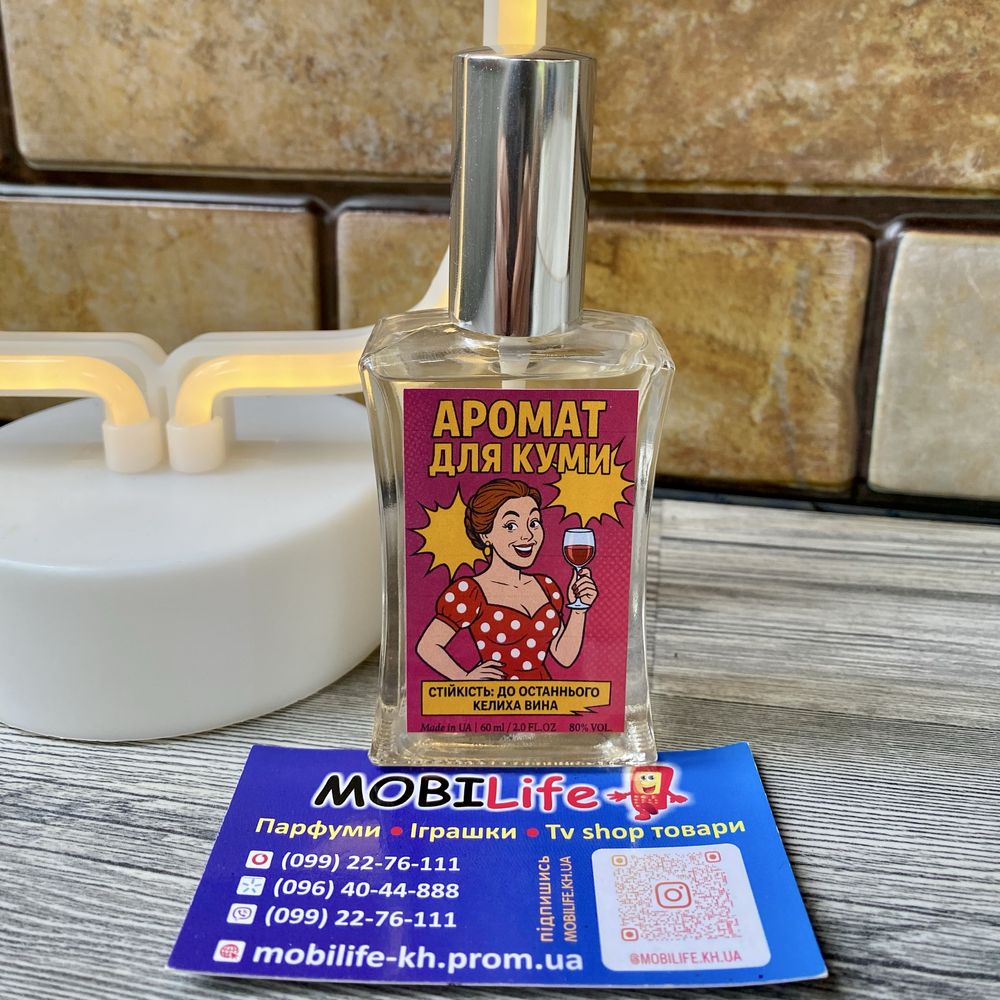 АРОМАТ
ДЛЯ КУМИ
СТІЙКІСТЬ: ДО ОСТАННЬОГО
КЕЛИХА ВИНА
Made in UA | 60 ml / 2.0 FL.OZ 80% VOL.
MOBILife
Парфуми • Іграшки • Tv shop товари
(099) 22-76-111
(096) 40-44-888
(099) 22-76-111
mobilife-kh.prom.ua
підпишись
MOBILIFE.KH.UA
@MOBILIFE.KH.UA